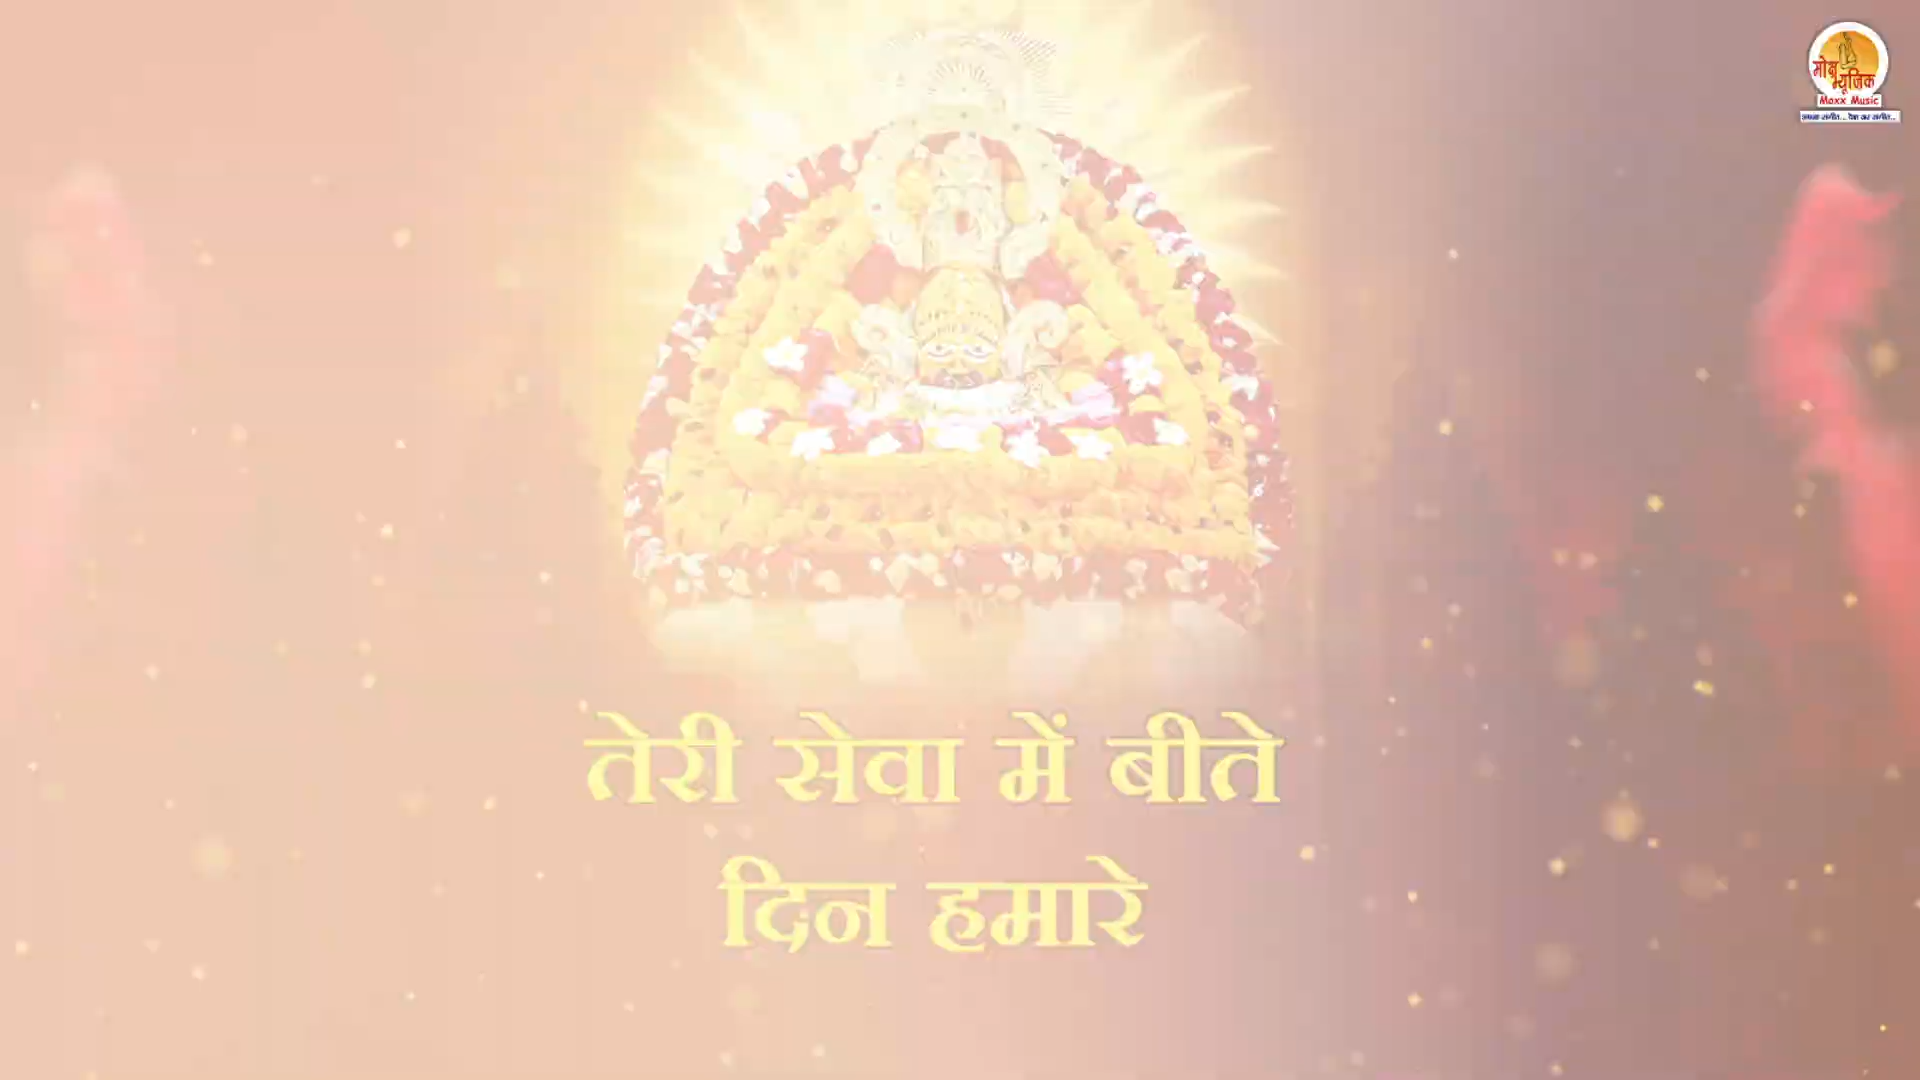 मोक्ष
म्यूजिक
Moxx Music
तेरी सेवा में बीते
दिन हमारे